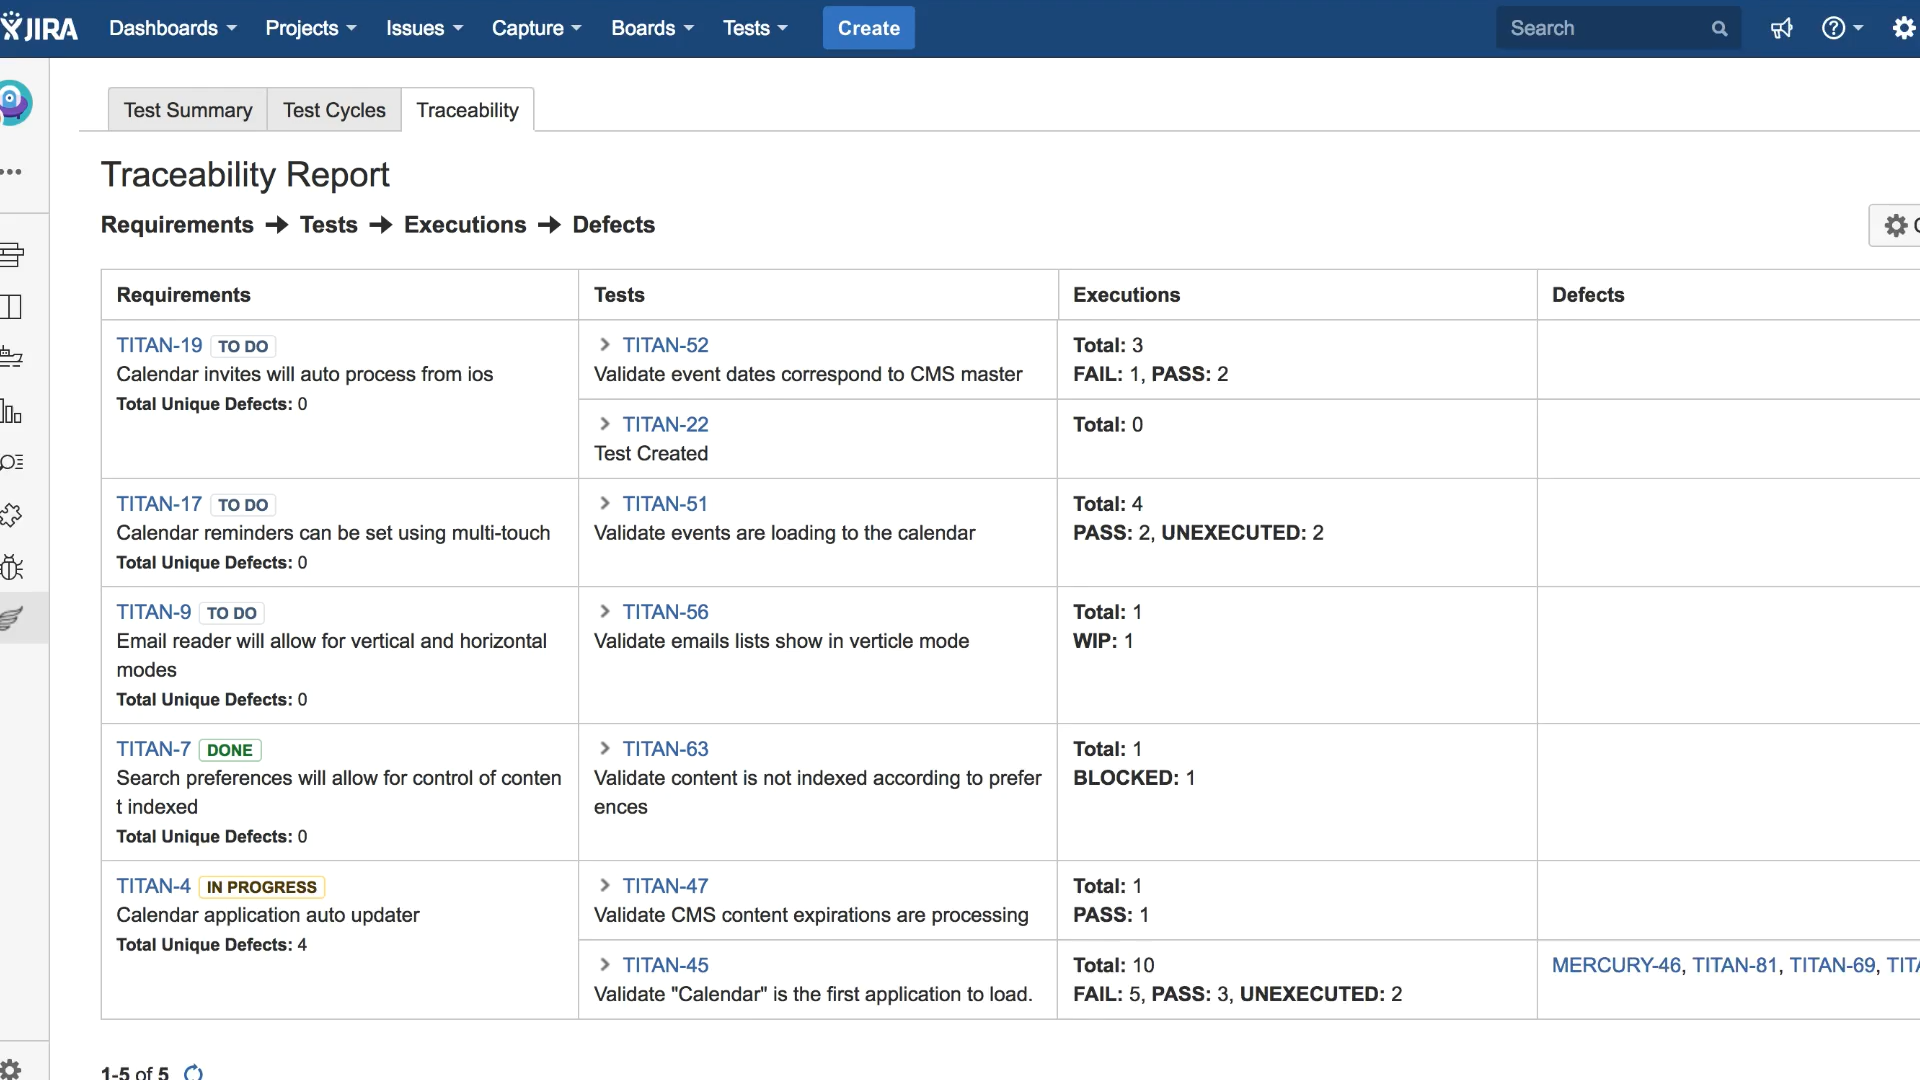 JIRA Dashboards Projects Issues Capture Boards Tests Create Search
Test Summary Test Cycles Traceability
Traceability Report
Requirements → Tests → Executions → Defects
Requirements Tests Executions Defects
TITAN-19 TO DO
Calendar invites will auto process from ios
Total Unique Defects: 0
TITAN-52
Validate event dates correspond to CMS master
Total: 3
FAIL: 1, PASS: 2
TITAN-22
Test Created
Total: 0
TITAN-17 TO DO
Calendar reminders can be set using multi-touch
Total Unique Defects: 0
TITAN-51
Validate events are loading to the calendar
Total: 4
PASS: 2, UNEXECUTED: 2
TITAN-9 TO DO
Email reader will allow for vertical and horizontal
modes
Total Unique Defects: 0
TITAN-56
Validate emails lists show in verticle mode
Total: 1
WIP: 1
TITAN-7 DONE
Search preferences will allow for control of conten
t indexed
Total Unique Defects: 0
TITAN-63
Validate content is not indexed according to prefer
ences
Total: 1
BLOCKED: 1
TITAN-4 IN PROGRESS
Calendar application auto updater
Total Unique Defects: 4
TITAN-47
Validate CMS content expirations are processing
Total: 1
PASS: 1
TITAN-45
Validate "Calendar" is the first application to load.
Total: 10
FAIL: 5, PASS: 3, UNEXECUTED: 2
MERCURY-46, TITAN-81, TITAN-69,
1-5 of 5